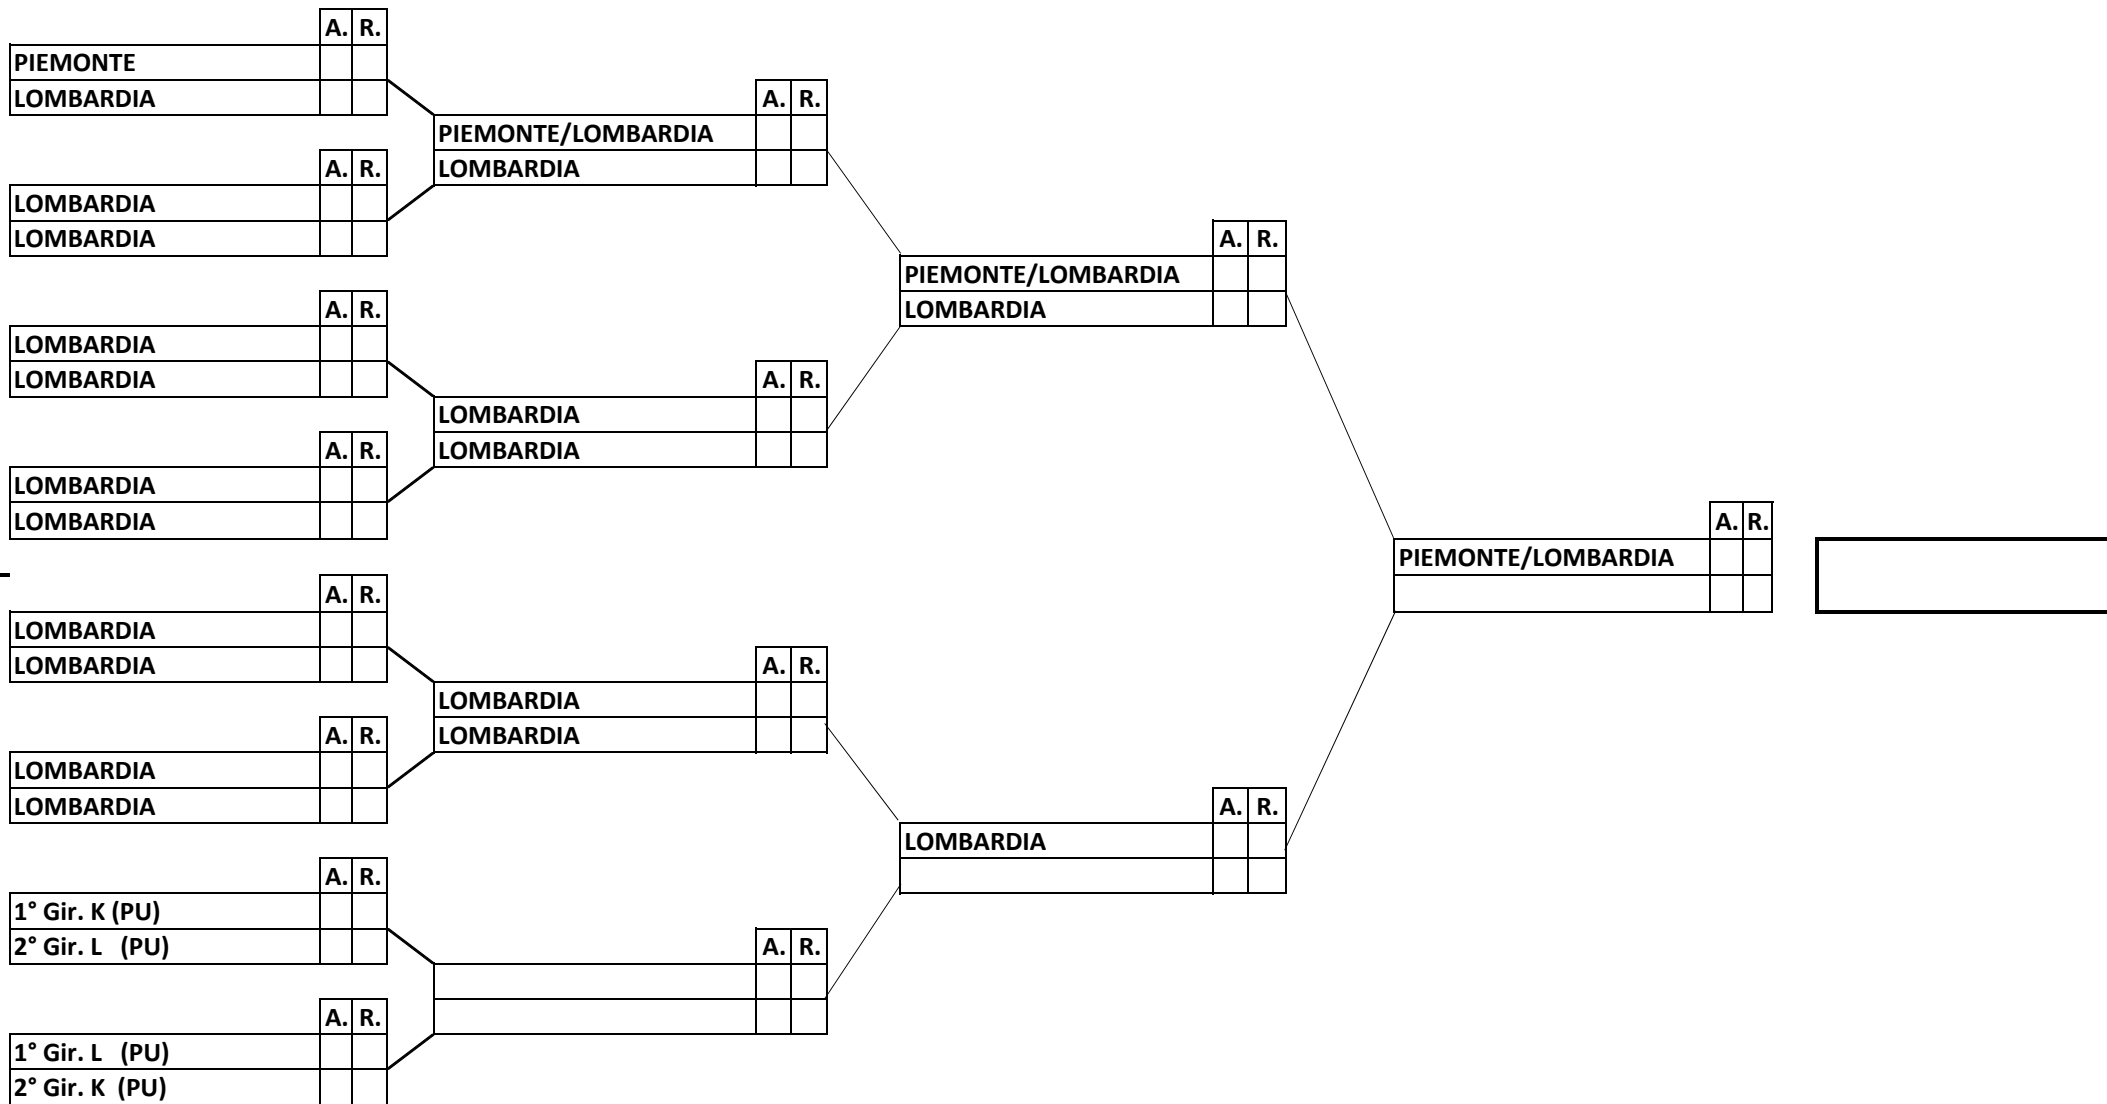 A. R.
PIEMONTE
LOMBARDIA
A. R.
LOMBARDIA
LOMBARDIA
A. R.
LOMBARDIA
LOMBARDIA
A. R.
LOMBARDIA
LOMBARDIA
A. R.
LOMBARDIA
LOMBARDIA
A. R.
LOMBARDIA
LOMBARDIA
A. R.
1° Gir. K (PU)
2° Gir. L (PU)
A. R.
1° Gir. L (PU)
2° Gir. K (PU)
A. R.
PIEMONTE/LOMBARDIA
LOMBARDIA
A. R.
LOMBARDIA
LOMBARDIA
A. R.
LOMBARDIA
LOMBARDIA
A. R.
A. R.
PIEMONTE/LOMBARDIA
LOMBARDIA
A. R.
LOMBARDIA
A. R.
PIEMONTE/LOMBARDIA